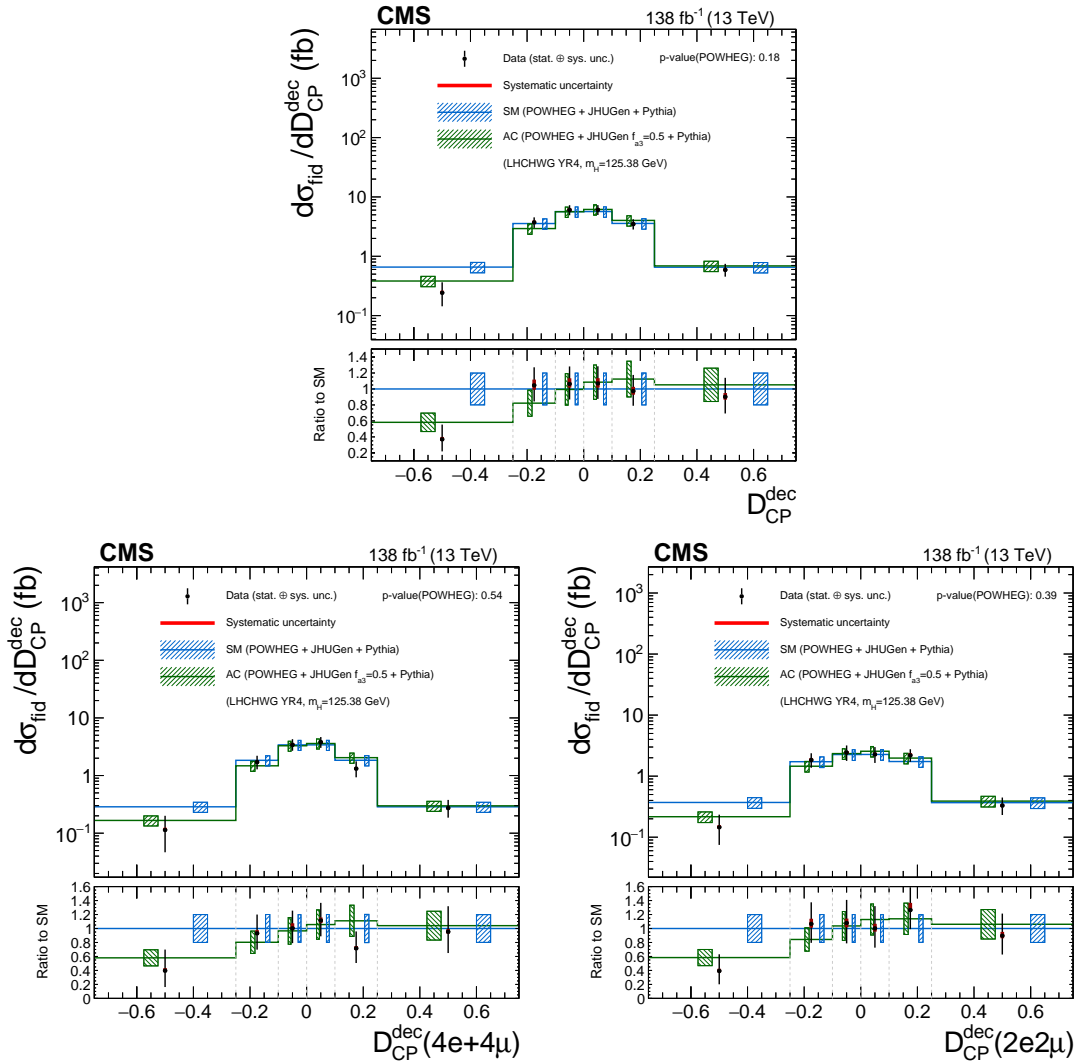 CMS 138 fb⁻¹ (13 TeV)
dσ_fid/dD_CP^dec (fb)
Data (stat. ⊕ sys. unc.) p-value(POWHEG): 0.18
Systematic uncertainty
SM (POWHEG + JHUGen + Pythia)
AC (POWHEG + JHUGen f_a3=0.5 + Pythia)
(LHCHWG YR4, m_H=125.38 GeV)
10³
10²
10
1
10⁻¹
Ratio to SM
1.4
1.2
1.0
0.8
0.6
0.4
0.2
−0.6 −0.4 −0.2 0 0.2 0.4 0.6
D_CP^dec
CMS 138 fb⁻¹ (13 TeV)
dσ_fid/dD_CP^dec (fb)
Data (stat. ⊕ sys. unc.) p-value(POWHEG): 0.54
Systematic uncertainty
SM (POWHEG + JHUGen + Pythia)
AC (POWHEG + JHUGen f_a3=0.5 + Pythia)
(LHCHWG YR4, m_H=125.38 GeV)
10³
10²
10
1
10⁻¹
Ratio to SM
1.6
1.4
1.2
1
0.8
0.6
0.4
0.2
0
−0.6 −0.4 −0.2 0 0.2 0.4 0.6
D_CP^dec(4e+4μ)
CMS 138 fb⁻¹ (13 TeV)
dσ_fid/dD_CP^dec (fb)
Data (stat. ⊕ sys. unc.) p-value(POWHEG): 0.39
Systematic uncertainty
SM (POWHEG + JHUGen + Pythia)
AC (POWHEG + JHUGen f_a3=0.5 + Pythia)
(LHCHWG YR4, m_H=125.38 GeV)
10³
10²
10
1
10⁻¹
Ratio to SM
1.6
1.4
1.2
1
0.8
0.6
0.4
0.2
0
−0.6 −0.4 −0.2 0 0.2 0.4 0.6
D_CP^dec(2e2μ)